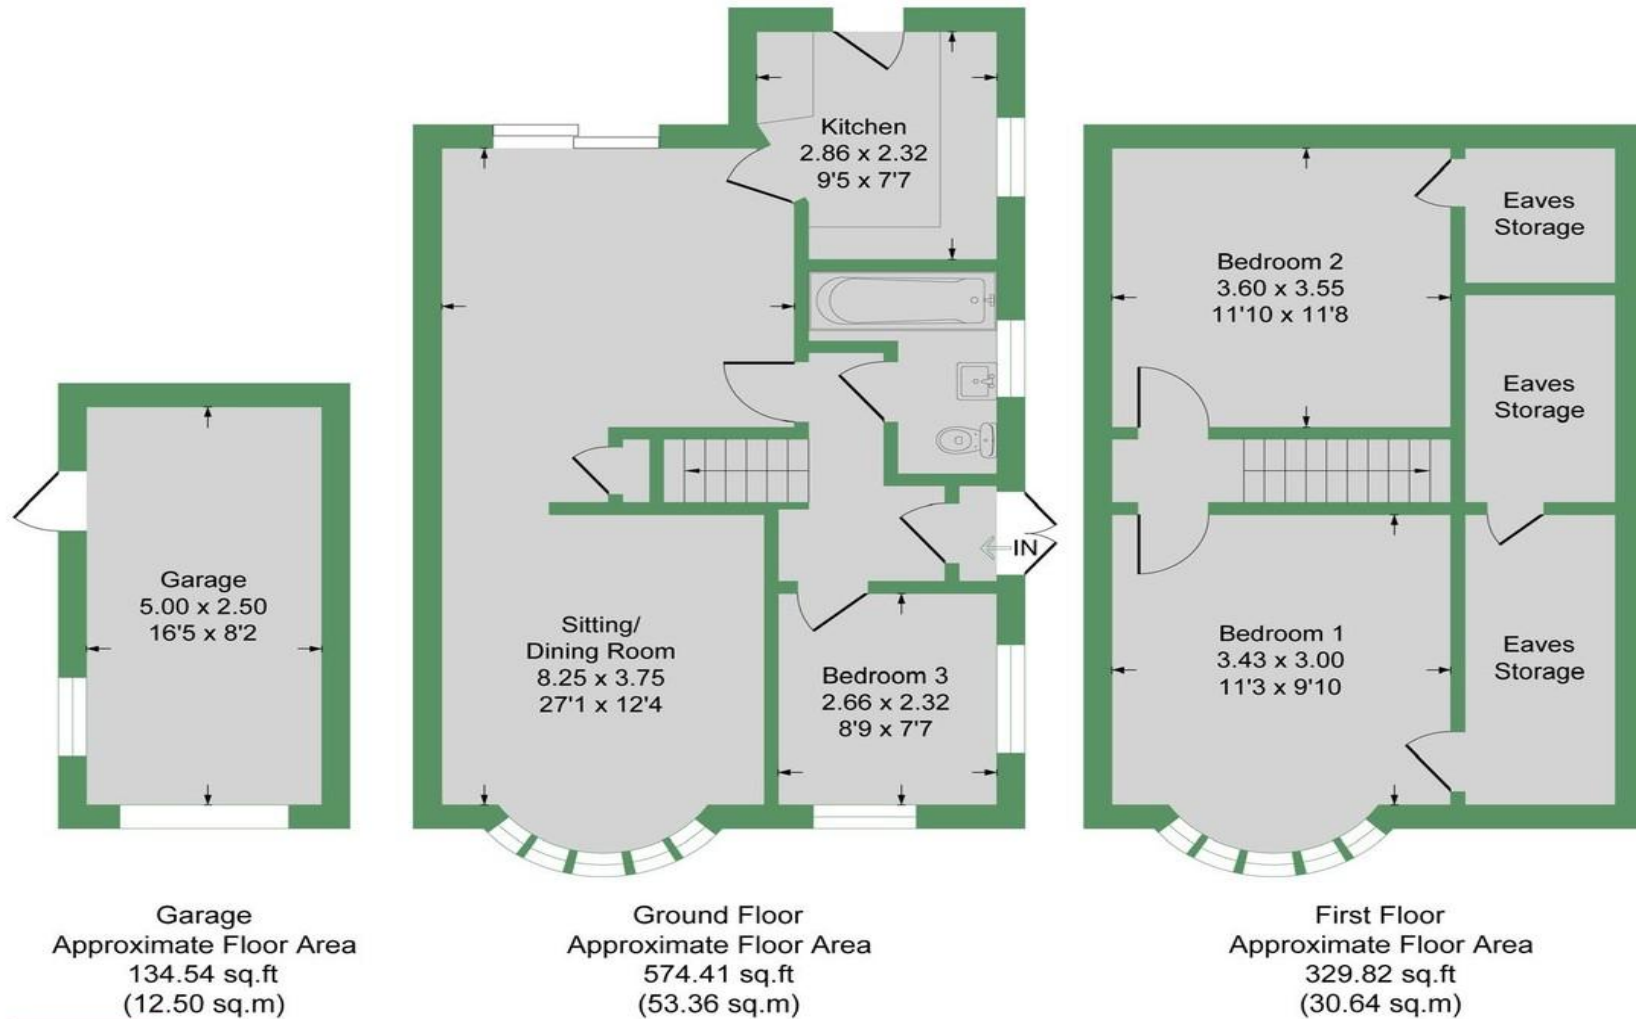 Kitchen
2.86 x 2.32
9'5 x 7'7
Eaves
Storage
Bedroom 2
3.60 x 3.55
11'10 x 11'8
Eaves
Storage
IN
Garage
5.00 x 2.50
16'5 x 8'2
Sitting/
Dining Room
8.25 x 3.75
27'1 x 12'4
Bedroom 3
2.66 x 2.32
8'9 x 7'7
Bedroom 1
3.43 x 3.00
11'3 x 9'10
Eaves
Storage
Garage
Approximate Floor Area
134.54 sq.ft
(12.50 sq.m)
Ground Floor
Approximate Floor Area
574.41 sq.ft
(53.36 sq.m)
First Floor
Approximate Floor Area
329.82 sq.ft
(30.64 sq.m)